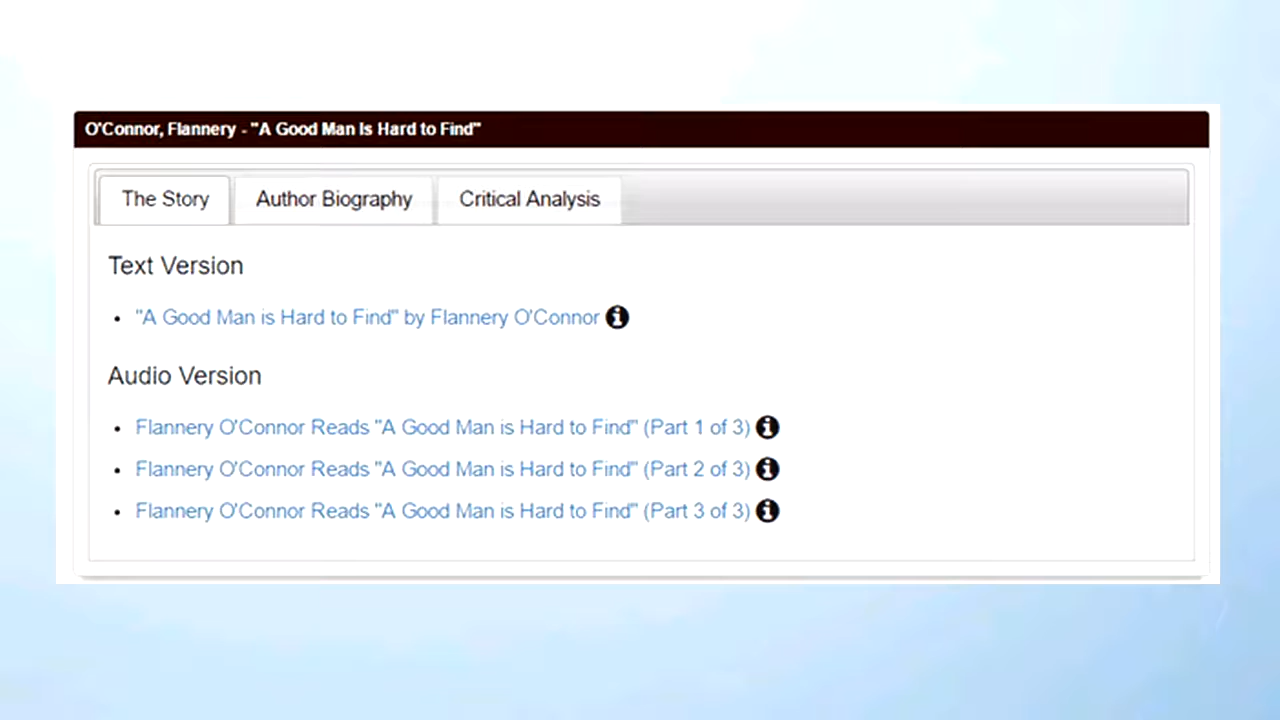 O'Connor, Flannery - "A Good Man Is Hard to Find"
The Story Author Biography Critical Analysis
Text Version
• "A Good Man is Hard to Find" by Flannery O'Connor
Audio Version
• Flannery O'Connor Reads "A Good Man is Hard to Find" (Part 1 of 3)
• Flannery O'Connor Reads "A Good Man is Hard to Find" (Part 2 of 3)
• Flannery O'Connor Reads "A Good Man is Hard to Find" (Part 3 of 3)